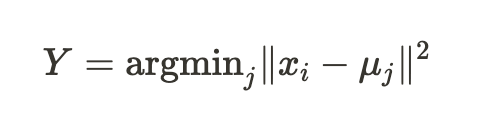 Y = argmin_j ‖x_i − μ_j‖²